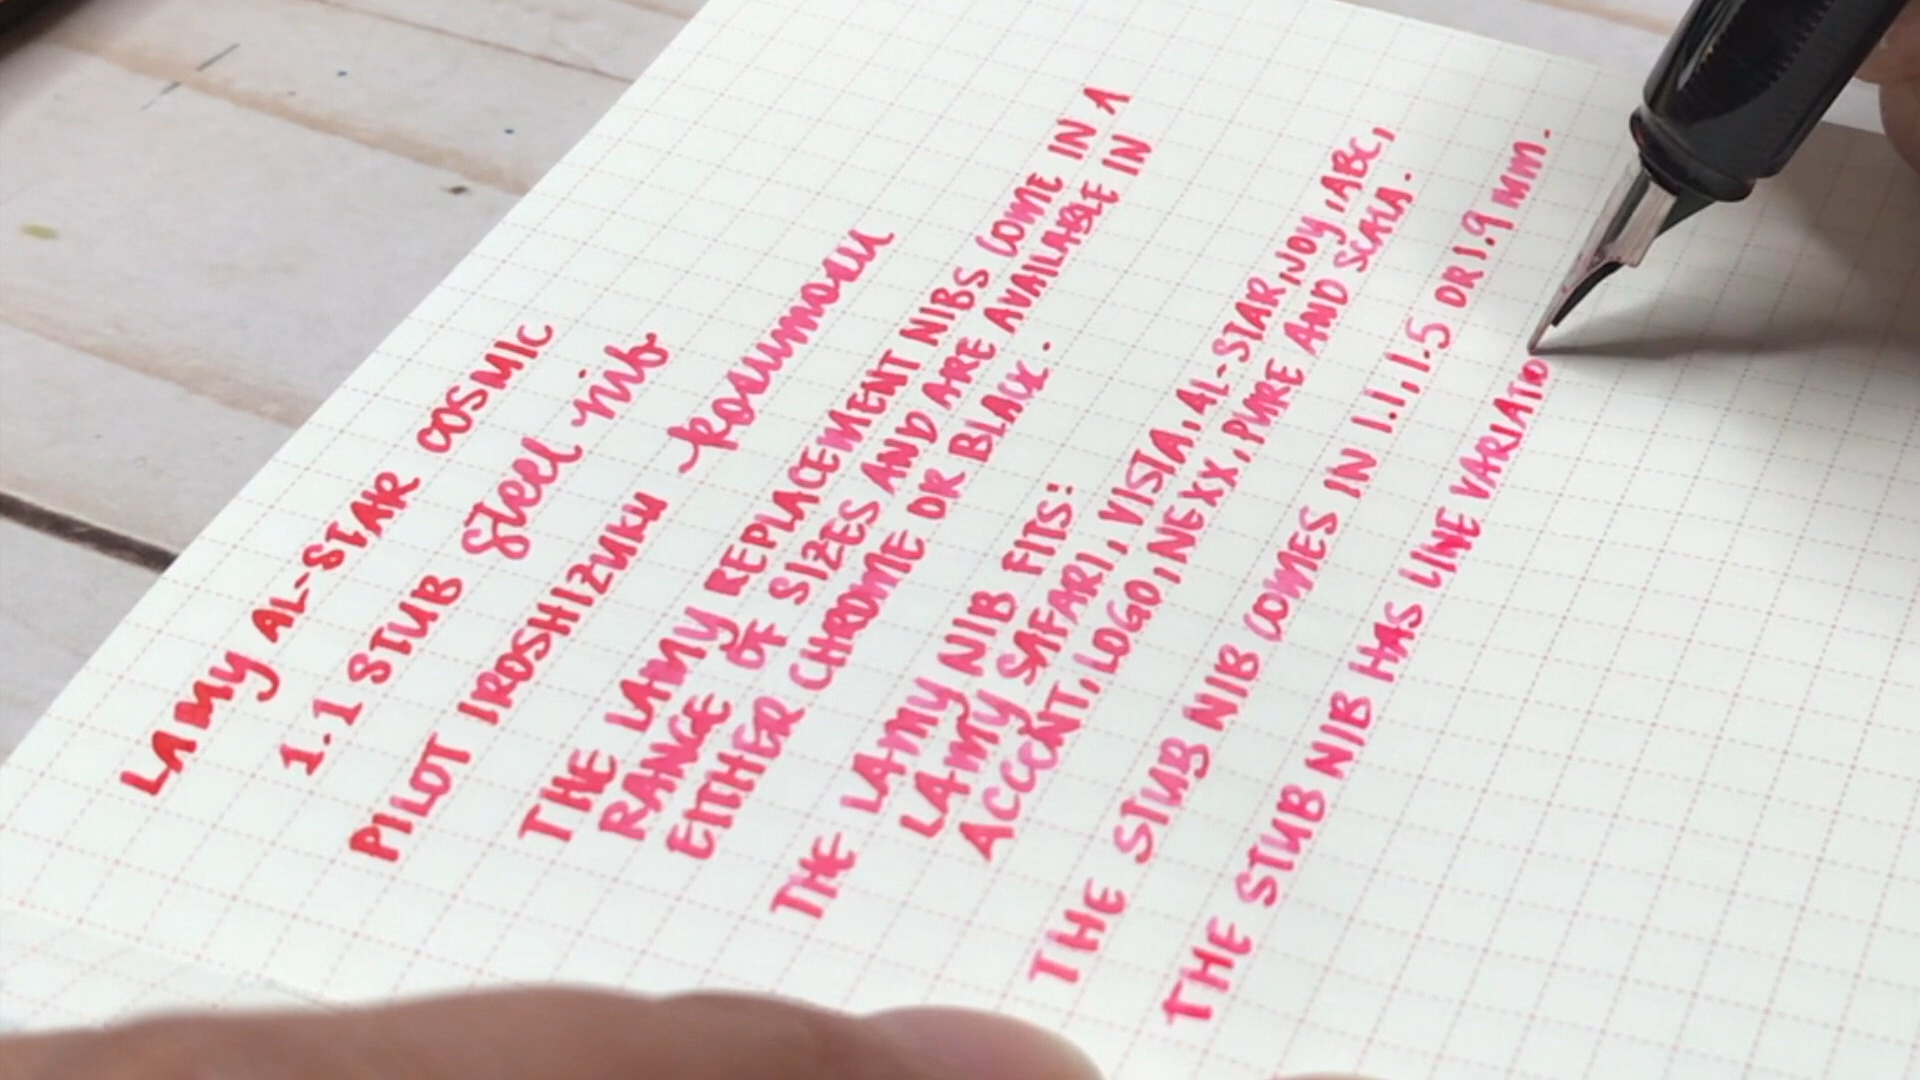 LAMY AL-STAR COSMIC
1.1 STUB steel nib
PILOT IROSHIZUKU - kosumosu
THE LAMY REPLACEMENT NIBS COME IN A
RANGE OF SIZES AND ARE AVAILABLE IN
EITHER CHROME OR BLACK.
THE LAMY NIB FITS:
LAMY SAFARI, VISTA, AL-STAR, JOY, ABC,
ACCENT, LOGO, NEXX, PURE AND SCALA.
THE STUB NIB COMES IN 1.1, 1.5 OR 1.9 MM.
THE STUB NIB HAS LINE VARIATIO